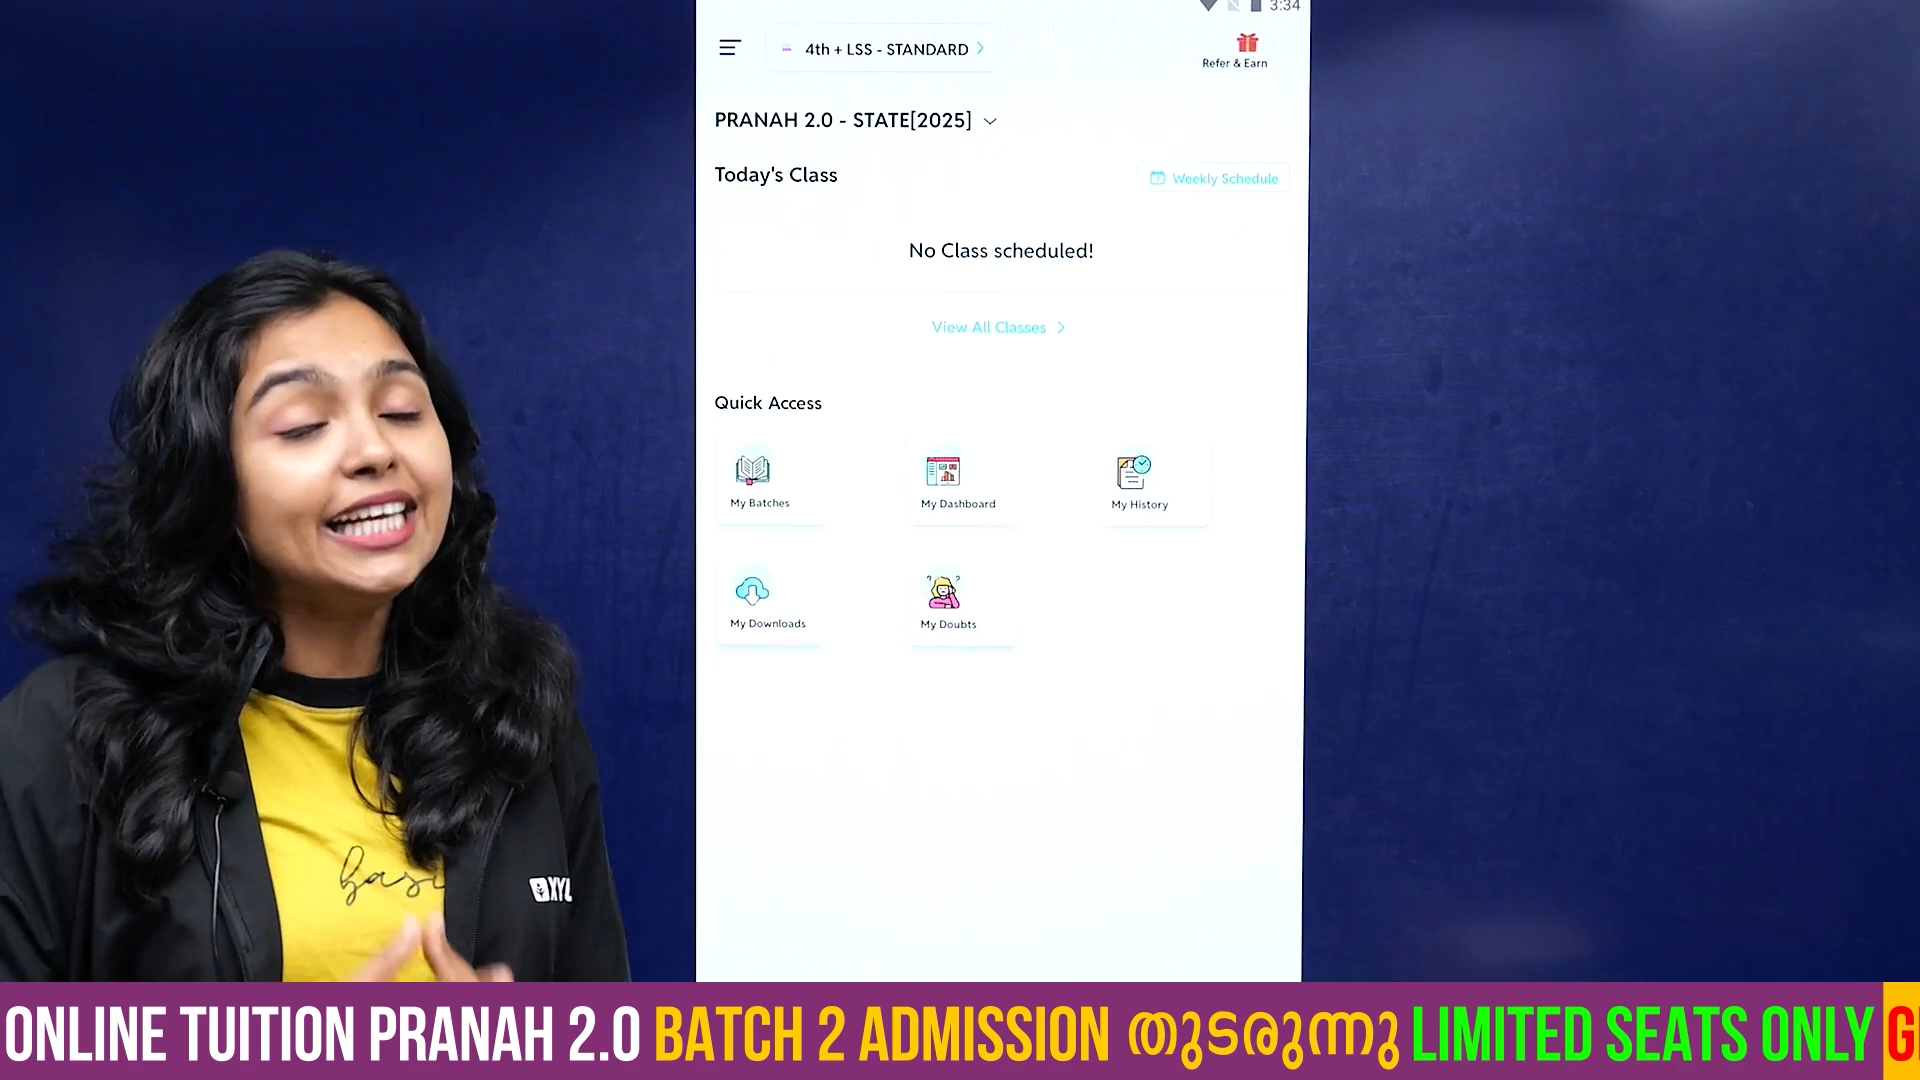 3:34
4th + LSS - STANDARD
Refer & Earn
PRANAH 2.0 - STATE[2025]
Today's Class
Weekly Schedule
No Class scheduled!
View All Classes
Quick Access
My Batches
My Dashboard
My History
My Downloads
My Doubts
basi
XYL
ONLINE TUITION PRANAH 2.0 BATCH 2 ADMISSION തുടരുന്നു LIMITED SEATS ONLY